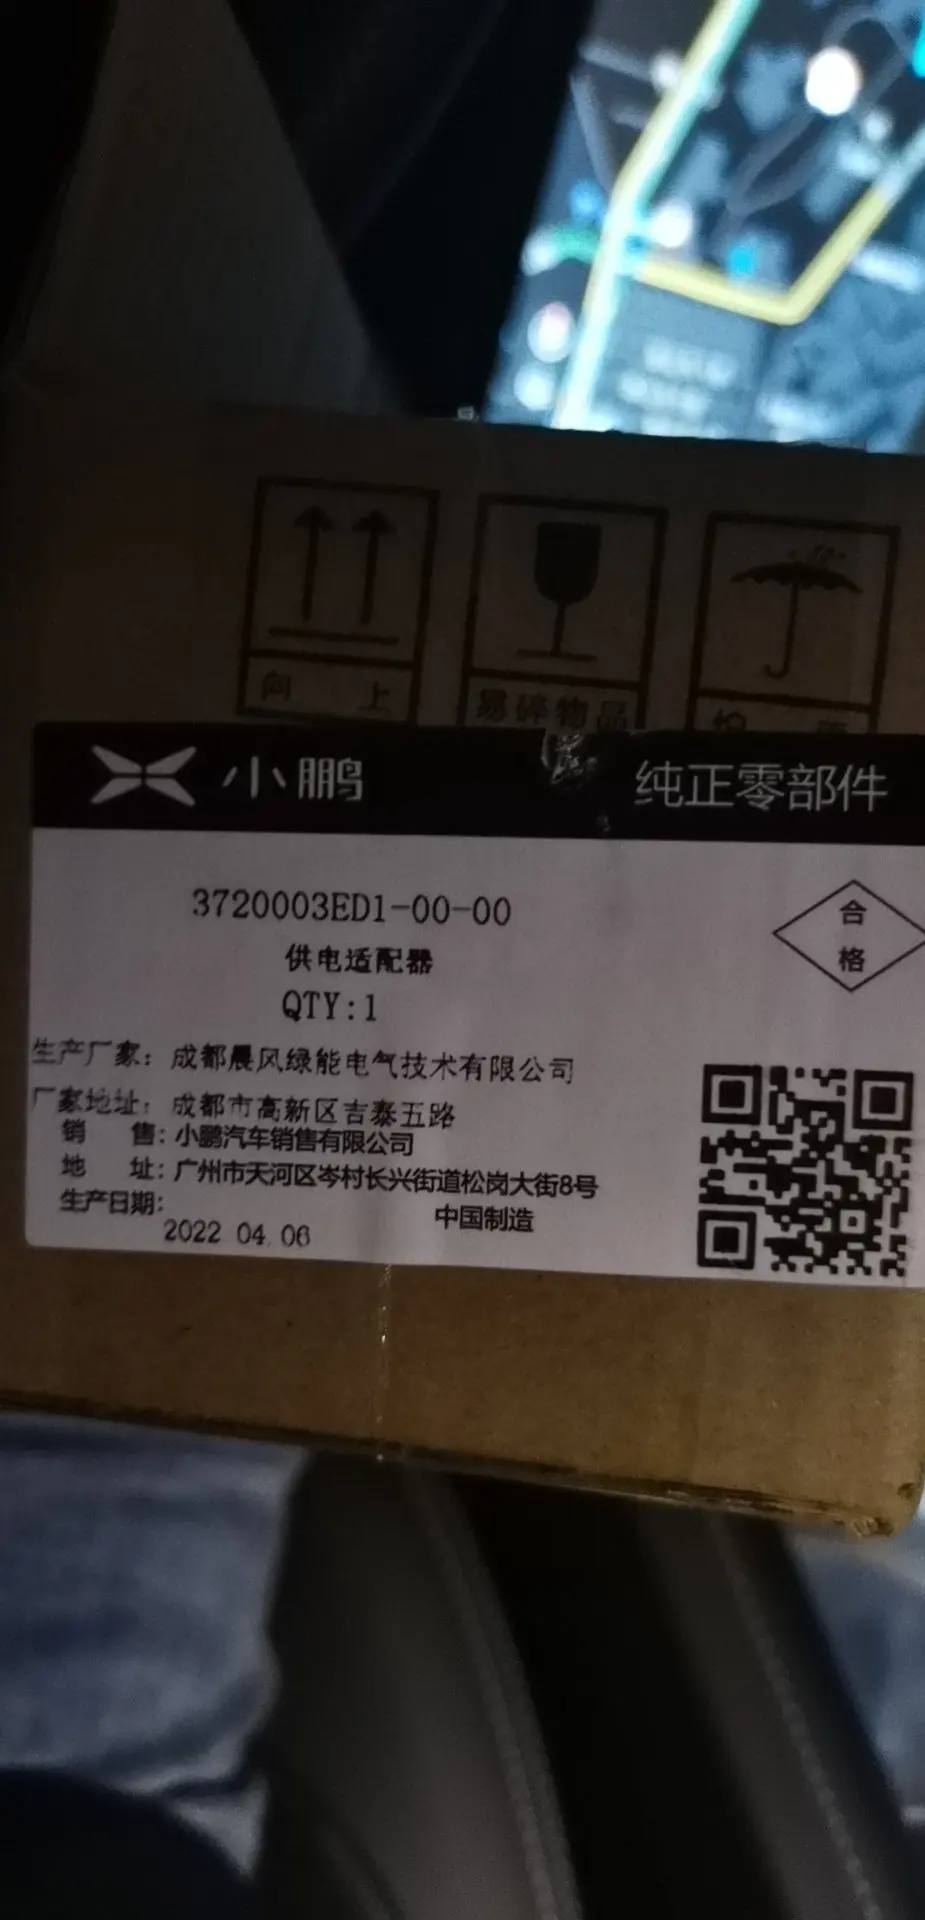 向 上
易碎物品
小鹏
纯正零部件
3720003ED1-00-00
合格
供电适配器
QTY:1
生产厂家：成都晨风绿能电气技术有限公司
厂家地址：成都市高新区吉泰五路
销 售：小鹏汽车销售有限公司
地 址：广州市天河区岑村长兴街道松岗大街8号
生产日期：
中国制造
2022 04.06